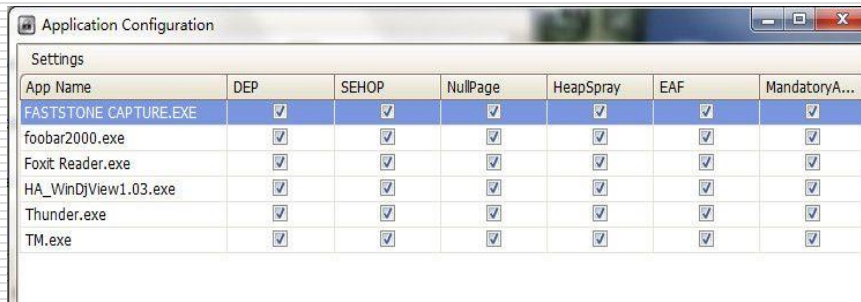 Application Configuration
Settings
App Name DEP SEHOP NullPage HeapSpray EAF MandatoryA...
FASTSTONE CAPTURE.EXE
foobar2000.exe
Foxit Reader.exe
HA_WinDjView1.03.exe
Thunder.exe
TM.exe